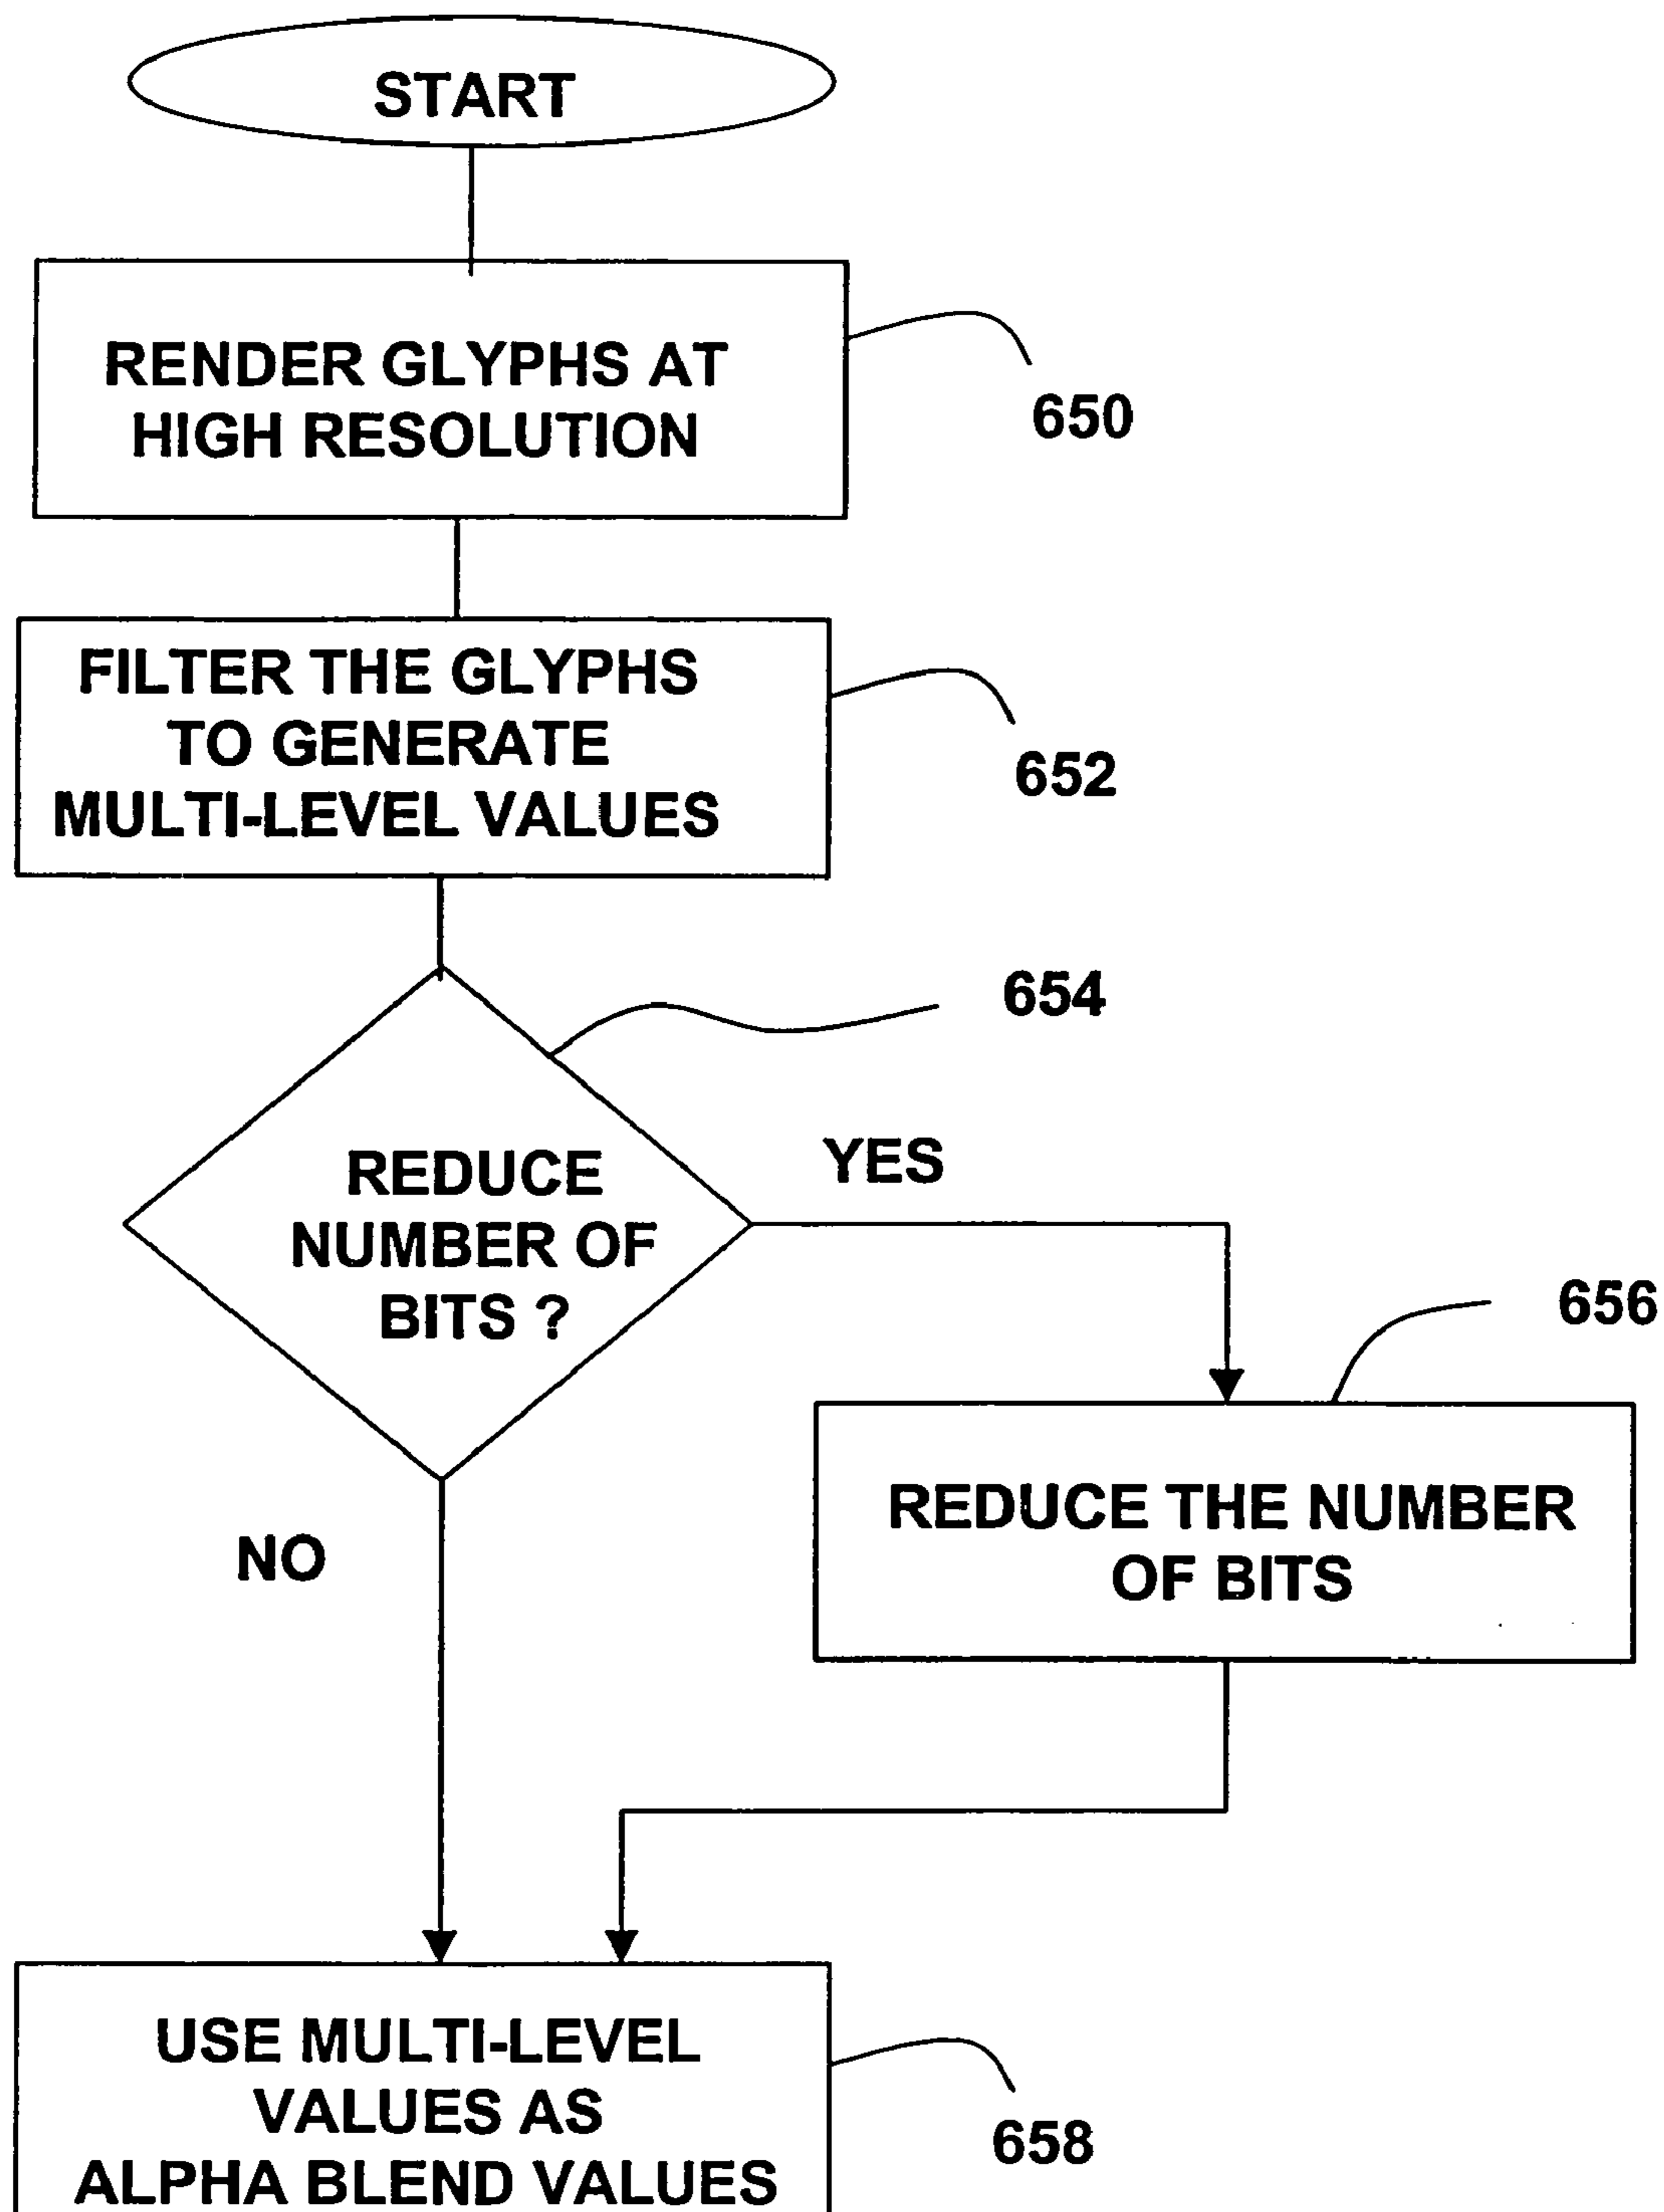 START
RENDER GLYPHS AT
HIGH RESOLUTION
650
FILTER THE GLYPHS
TO GENERATE
MULTI-LEVEL VALUES
652
654
REDUCE
NUMBER OF
BITS ?
YES
656
REDUCE THE NUMBER
OF BITS
NO
USE MULTI-LEVEL
VALUES AS
ALPHA BLEND VALUES
658